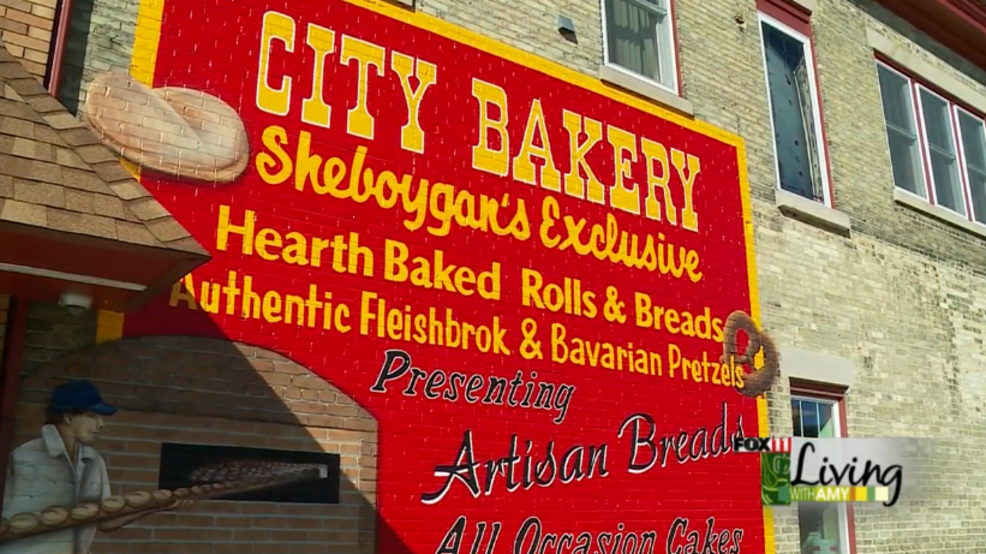 CITY BAKERY
Sheboygan's Exclusive
Hearth Baked Rolls & Breads
Authentic Fleishbrok & Bavarian Pretzels
Presenting
Artisan Breads
All Occasion Cakes
FOX 11
Living
WITH AMY